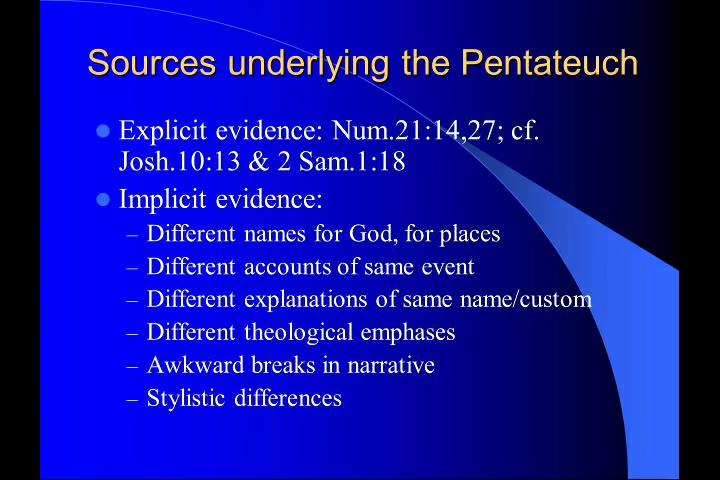 Sources underlying the Pentateuch
Explicit evidence: Num.21:14,27; cf.
Josh.10:13 & 2 Sam.1:18
Implicit evidence:
– Different names for God, for places
– Different accounts of same event
– Different explanations of same name/custom
– Different theological emphases
– Awkward breaks in narrative
– Stylistic differences